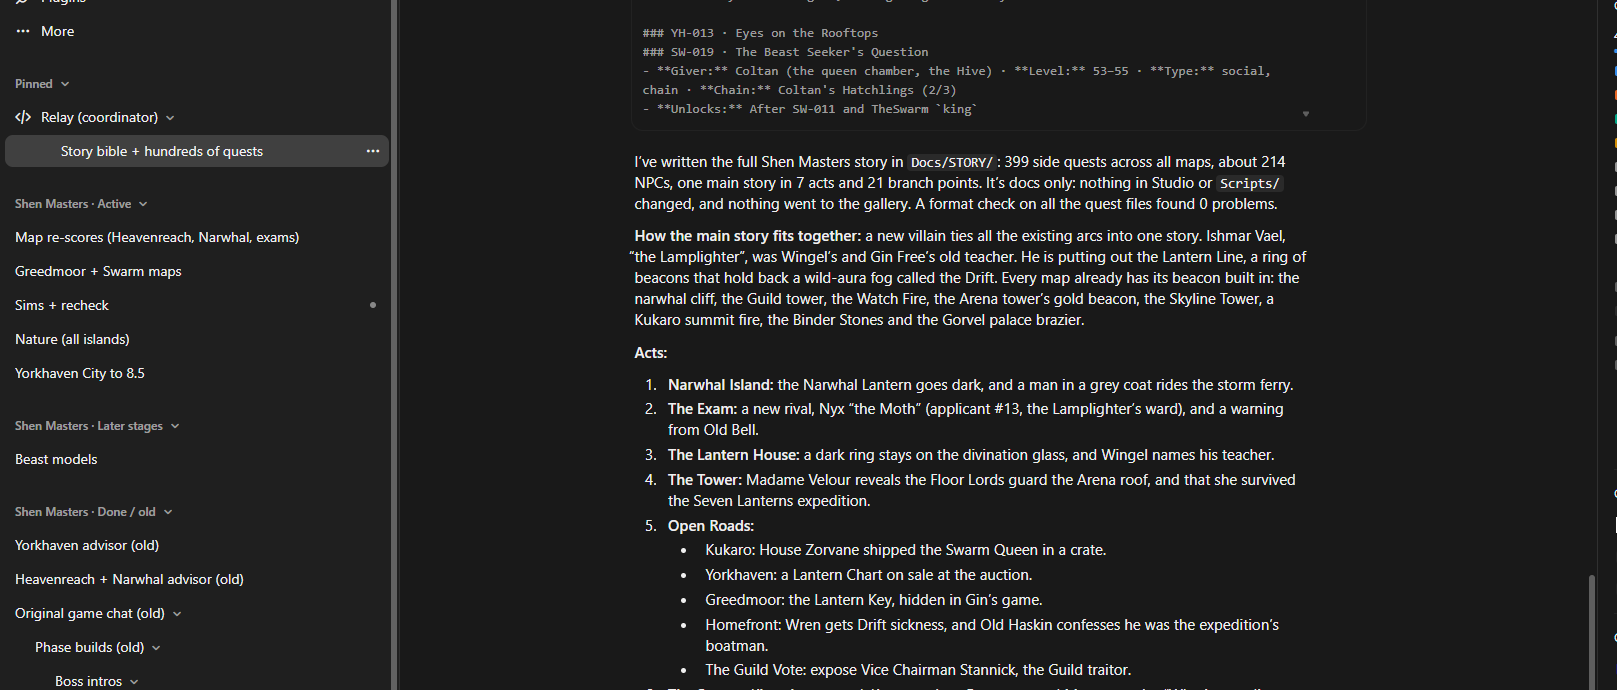 More
Pinned
Relay (coordinator)
Story bible + hundreds of quests
Shen Masters · Active
Map re-scores (Heavenreach, Narwhal, exams)
Greedmoor + Swarm maps
Sims + recheck
Nature (all islands)
Yorkhaven City to 8.5
Shen Masters · Later stages
Beast models
Shen Masters · Done / old
Yorkhaven advisor (old)
Heavenreach + Narwhal advisor (old)
Original game chat (old)
Phase builds (old)
Boss intros
### YH-013 · Eyes on the Rooftops
### SW-019 · The Beast Seeker's Question
- **Giver:** Coltan (the queen chamber, the Hive) · **Level:** 53–55 · **Type:** social,
chain · **Chain:** Coltan's Hatchlings (2/3)
- **Unlocks:** After SW-011 and TheSwarm `king`
I've written the full Shen Masters story in Docs/STORY/: 399 side quests across all maps, about 214
NPCs, one main story in 7 acts and 21 branch points. It's docs only: nothing in Studio or Scripts/
changed, and nothing went to the gallery. A format check on all the quest files found 0 problems.
How the main story fits together: a new villain ties all the existing arcs into one story. Ishmar Vael,
“the Lamplighter”, was Wingel's and Gin Free's old teacher. He is putting out the Lantern Line, a ring of
beacons that hold back a wild-aura fog called the Drift. Every map already has its beacon built in: the
narwhal cliff, the Guild tower, the Watch Fire, the Arena tower's gold beacon, the Skyline Tower, a
Kukaro summit fire, the Binder Stones and the Gorvel palace brazier.
Acts:
1. Narwhal Island: the Narwhal Lantern goes dark, and a man in a grey coat rides the storm ferry.
2. The Exam: a new rival, Nyx “the Moth” (applicant #13, the Lamplighter's ward), and a warning
from Old Bell.
3. The Lantern House: a dark ring stays on the divination glass, and Wingel names his teacher.
4. The Tower: Madame Velour reveals the Floor Lords guard the Arena roof, and that she survived
the Seven Lanterns expedition.
5. Open Roads:
• Kukaro: House Zorvane shipped the Swarm Queen in a crate.
• Yorkhaven: a Lantern Chart on sale at the auction.
• Greedmoor: the Lantern Key, hidden in Gin's game.
• Homefront: Wren gets Drift sickness, and Old Haskin confesses he was the expedition's
boatman.
• The Guild Vote: expose Vice Chairman Stannick, the Guild traitor.